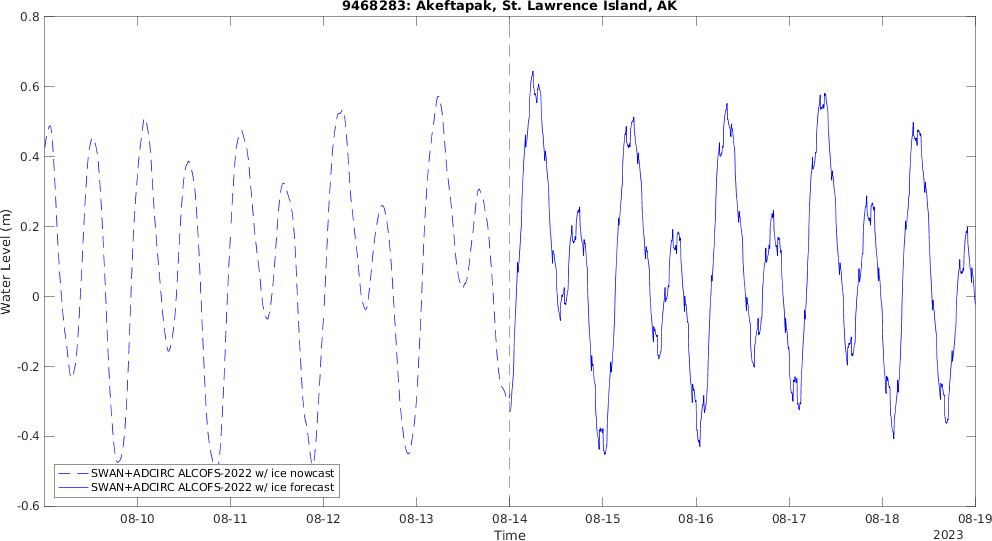 9468283: Akeftapak, St. Lawrence Island, AK
0.8
0.6
0.4
0.2
0
-0.2
-0.4
-0.6
Water Level (m)
SWAN+ADCIRC ALCOFS-2022 w/ ice nowcast
SWAN+ADCIRC ALCOFS-2022 w/ ice forecast
08-10 08-11 08-12 08-13 08-14 08-15 08-16 08-17 08-18 08-19
Time
2023